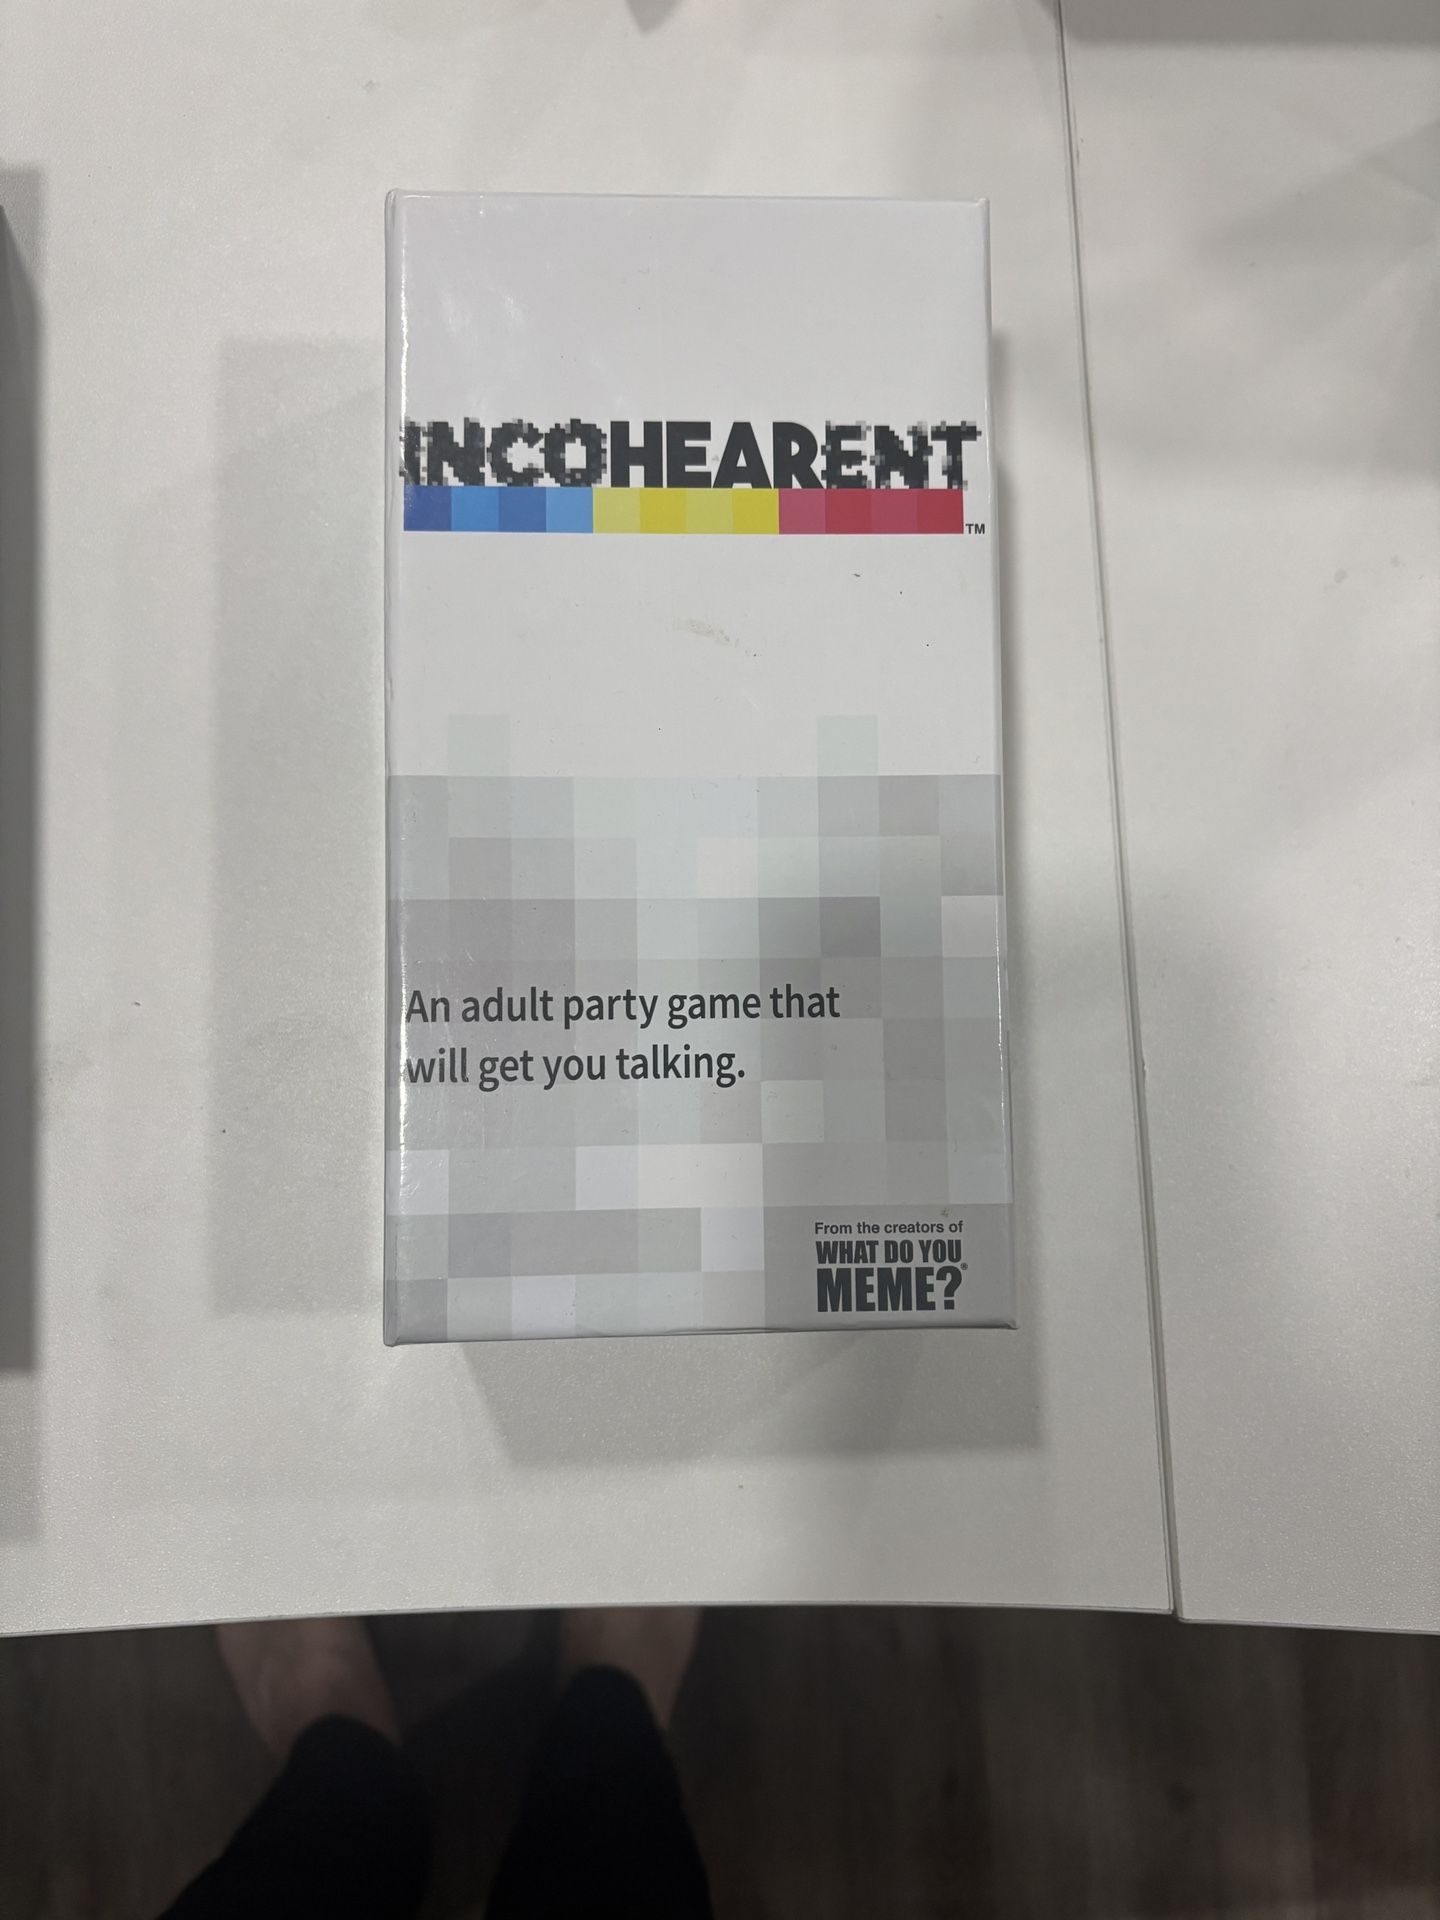 INCOHEARENT
TM
An adult party game that
will get you talking.
From the creators of
WHAT DO YOU
MEME?®